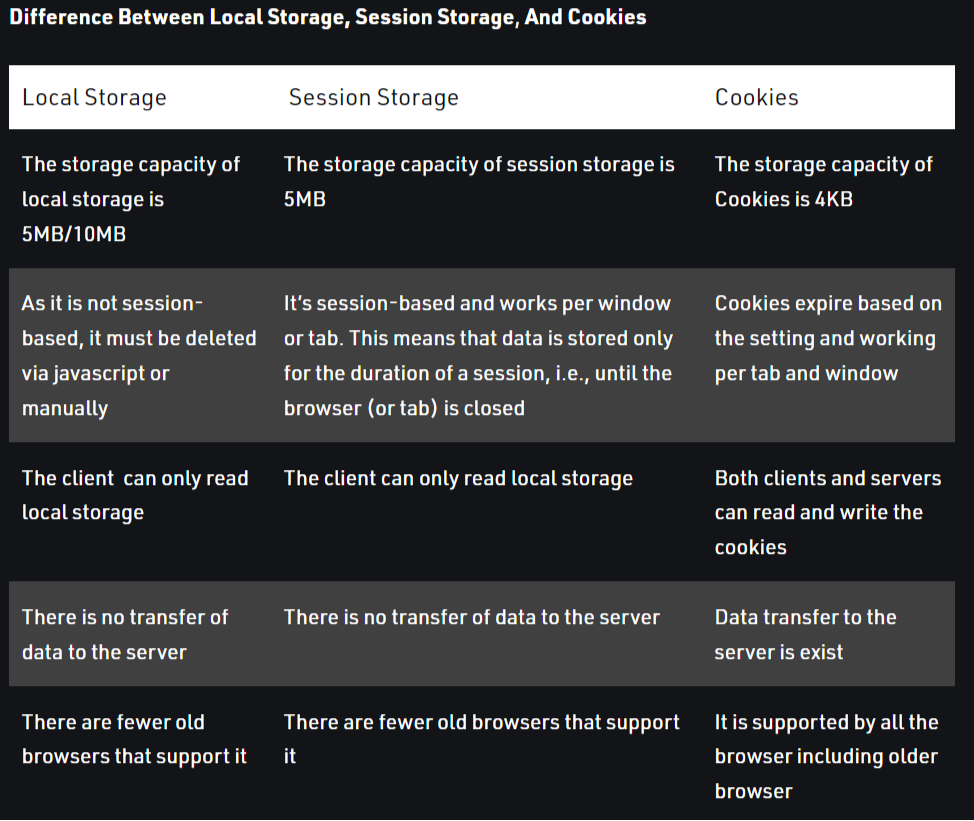 Difference Between Local Storage, Session Storage, And Cookies
Local Storage
Session Storage
Cookies
The storage capacity of
local storage is
5MB/10MB
The storage capacity of session storage is
5MB
The storage capacity of
Cookies is 4KB
As it is not session-
based, it must be deleted
via javascript or
manually
It’s session-based and works per window
or tab. This means that data is stored only
for the duration of a session, i.e., until the
browser (or tab) is closed
Cookies expire based on
the setting and working
per tab and window
The client  can only read
local storage
The client can only read local storage
Both clients and servers
can read and write the
cookies
There is no transfer of
data to the server
There is no transfer of data to the server
Data transfer to the
server is exist
There are fewer old
browsers that support it
There are fewer old browsers that support
it
It is supported by all the
browser including older
browser